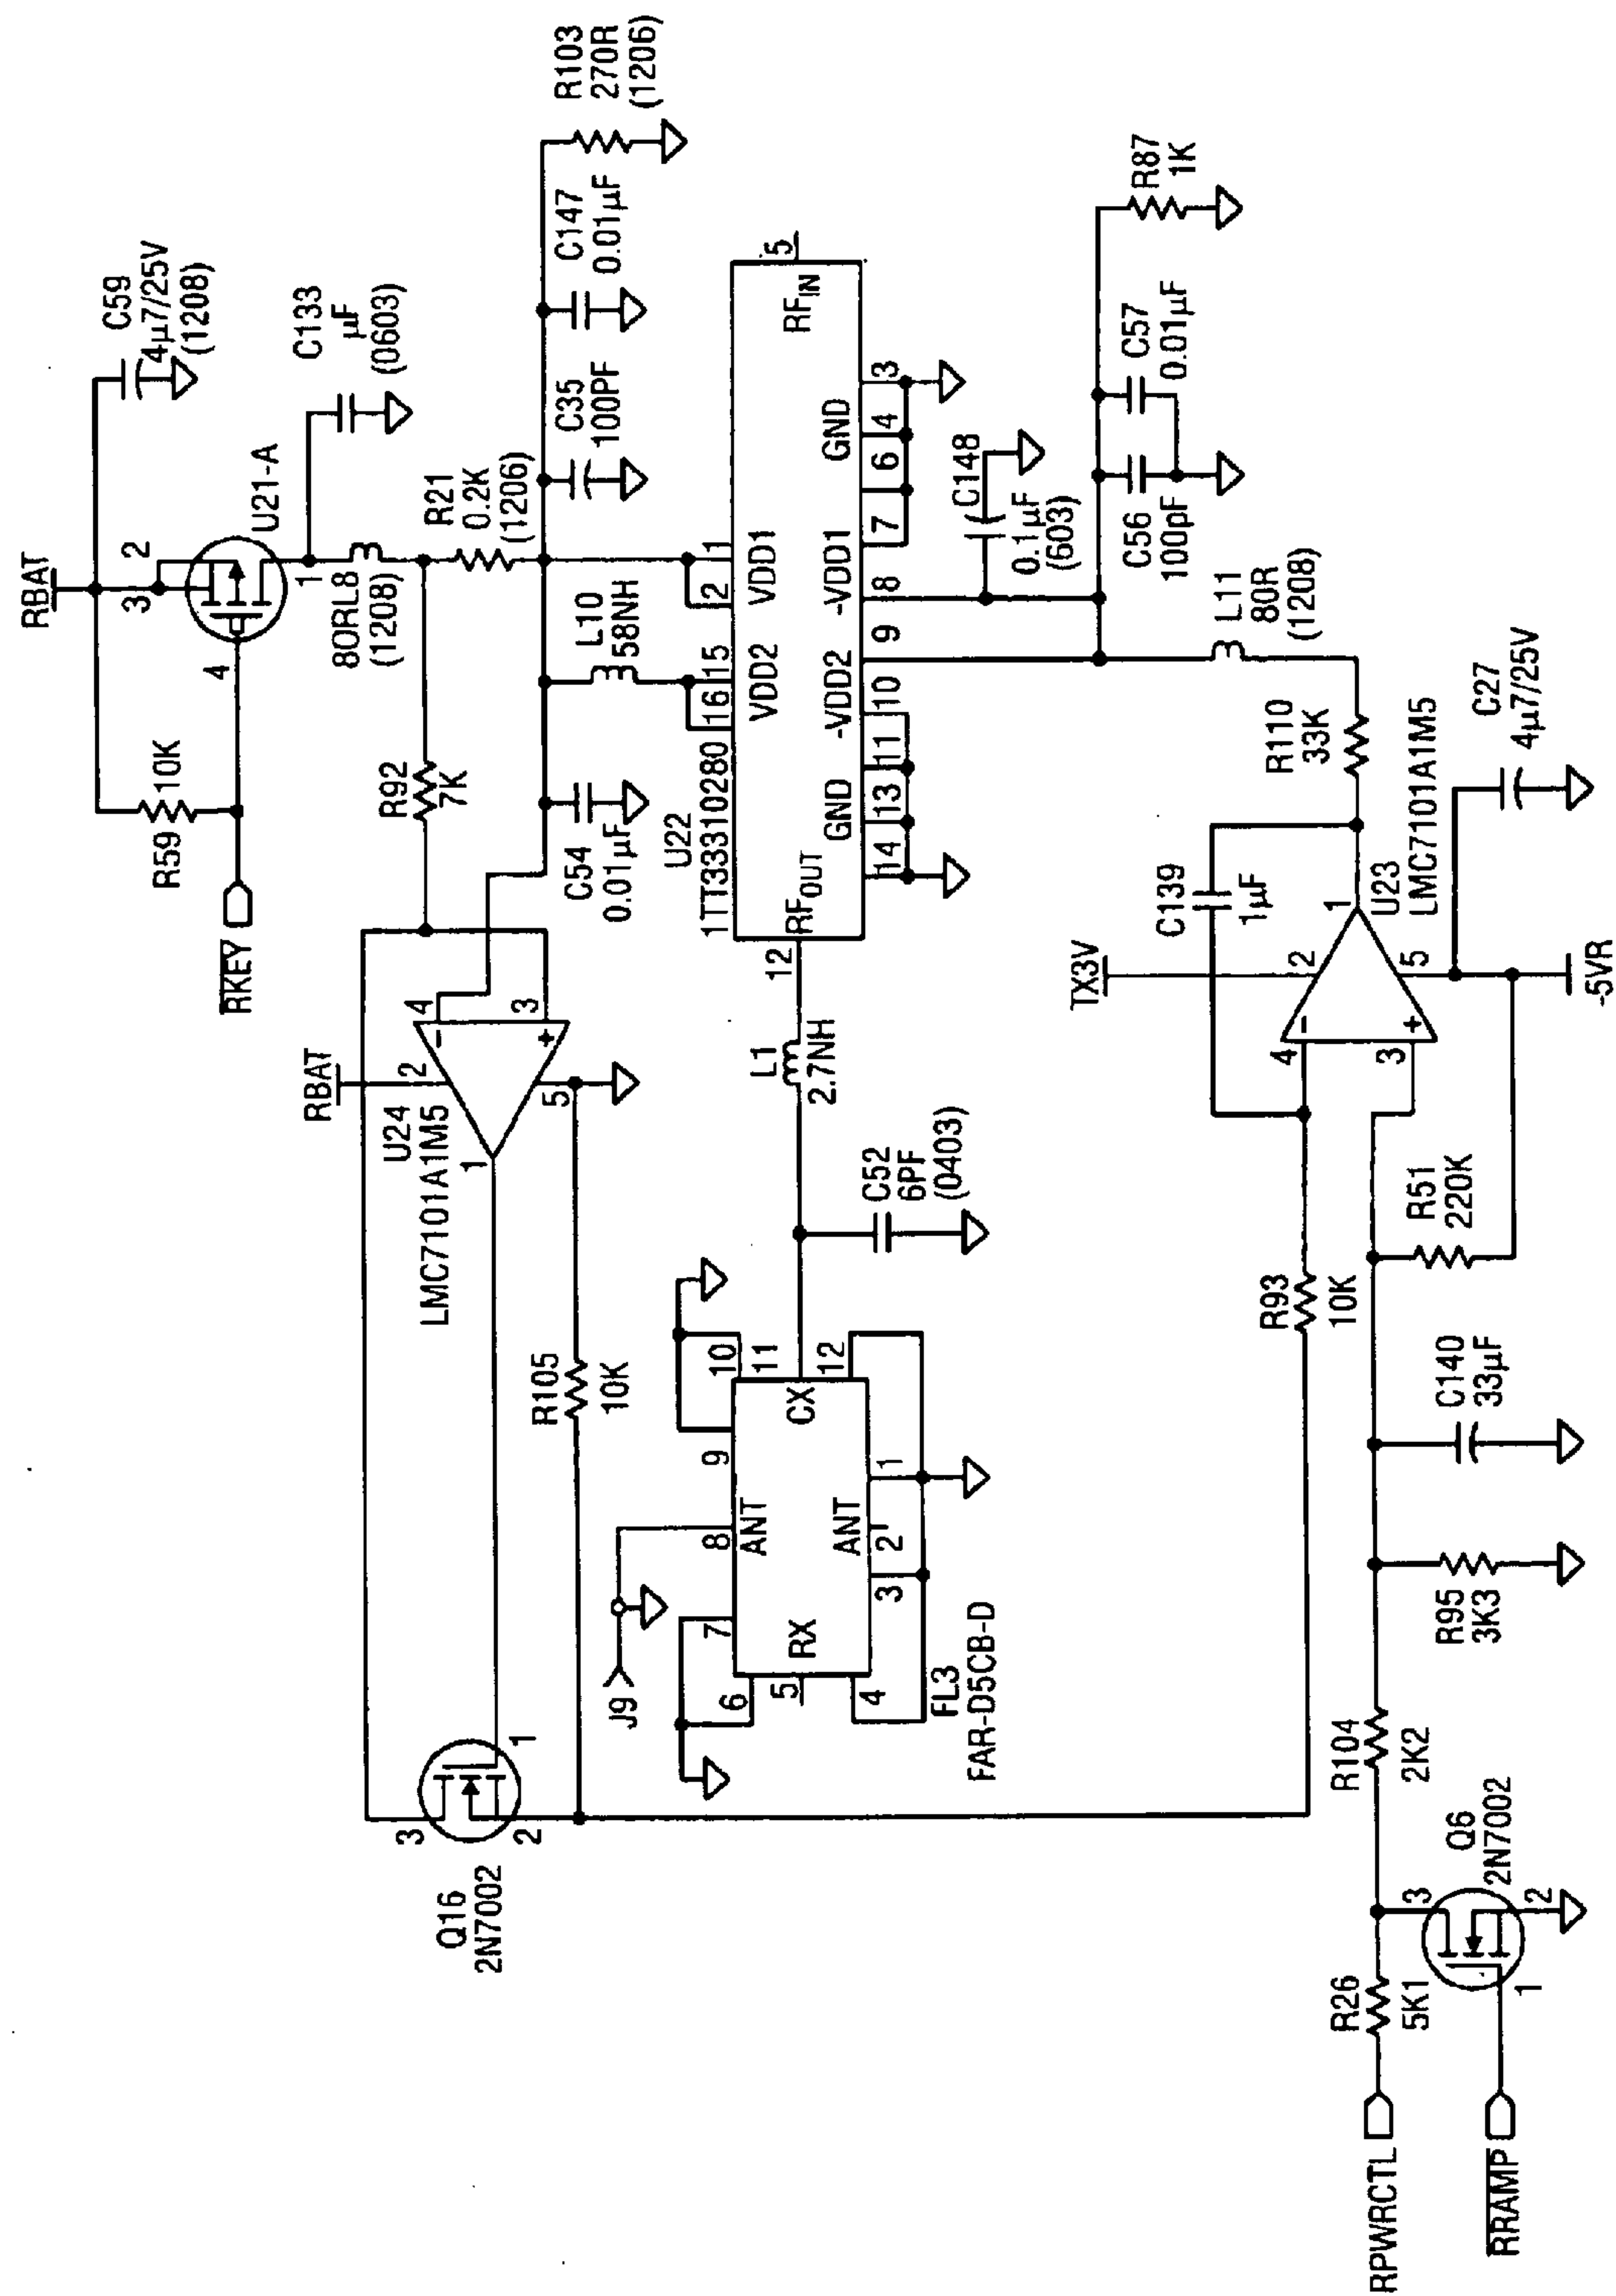 RBAT
C59
4µ7/25V
(1208)
3
2
U21-A
4
1
C133
µF
(0603)
R59
10K
RKEY
80RL8
(1208)
R92
7K
R21
0.2K
(1206)
R103
270R
(1206)
C147
0.01µF
C35
100PF
L10
58NH
C54
0.01µF
RBAT
U24
LMC7101A1M5
2
4
-
3
+
5
1
Q16
2N7002
3
2
1
R105
10K
U22
1TT33310280
16
15
2
1
VDD2
VDD1
RFIN
5
RFOUT
12
GND
-VDD2
-VDD1
GND
14
13
11
10
9
8
7
6
4
3
L1
2.7NH
C52
6PF
(0403)
J9
6
7
8
9
10
ANT
RX
5
CX
11
12
ANT
4
3
2
1
FL3
FAR-D5CB-D
C148
0.1µF
(603)
C56
100pF
C57
0.01µF
R87
1K
L11
80R
(1208)
R110
33K
C139
1µF
TX3V
2
4
-
3
+
5
1
U23
LMC7101A1M5
C27
4µ7/25V
-5VR
R93
10K
R51
220K
C140
33µF
R95
3K3
R104
2K2
R26
5K1
Q6
2N7002
3
2
1
RPWRCTL
RRAMP